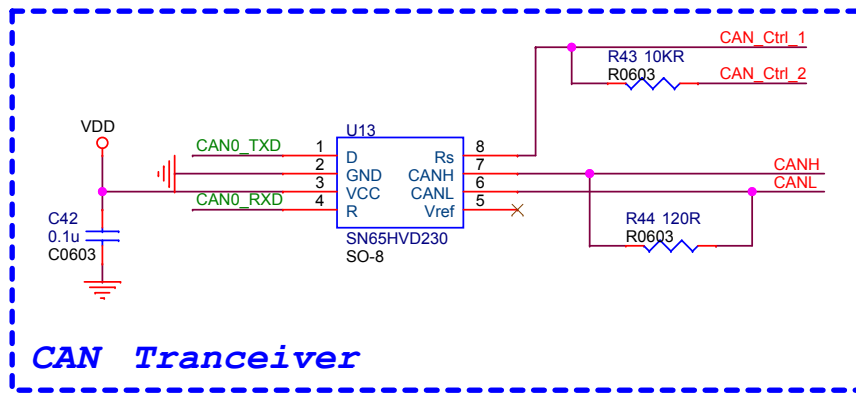 CAN_Ctrl_1
R43 10KR
R0603
CAN_Ctrl_2
VDD
U13
CAN0_TXD 1 D Rs 8
2 GND CANH 7 CANH
3 VCC CANL 6 CANL
CAN0_RXD 4 R Vref 5
C42
0.1u
C0603
SN65HVD230
SO-8
R44 120R
R0603
CAN Tranceiver